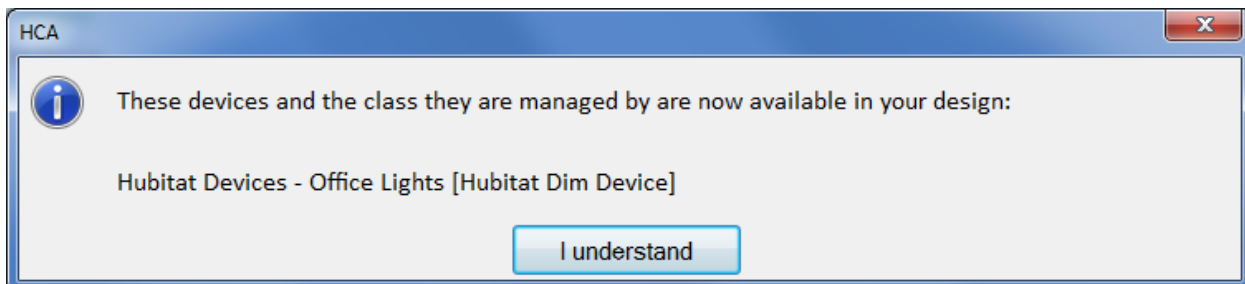 HCA
These devices and the class they are managed by are now available in your design:
Hubitat Devices - Office Lights [Hubitat Dim Device]
I understand